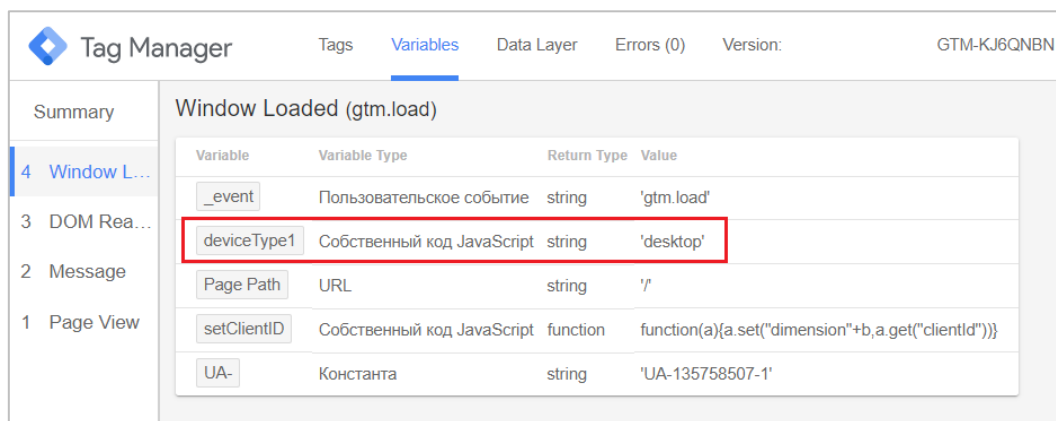 Tag Manager Tags Variables Data Layer Errors (0) Version: GTM-KJ6QNBN
Summary
4 Window L...
3 DOM Rea...
2 Message
1 Page View
Window Loaded (gtm.load)
Variable Variable Type Return Type Value
_event Пользовательское событие string 'gtm.load'
deviceType1 Собственный код JavaScript string 'desktop'
Page Path URL string '/'
setClientID Собственный код JavaScript function function(a){a.set("dimension"+b,a.get("clientId"))}
UA- Константа string 'UA-135758507-1'